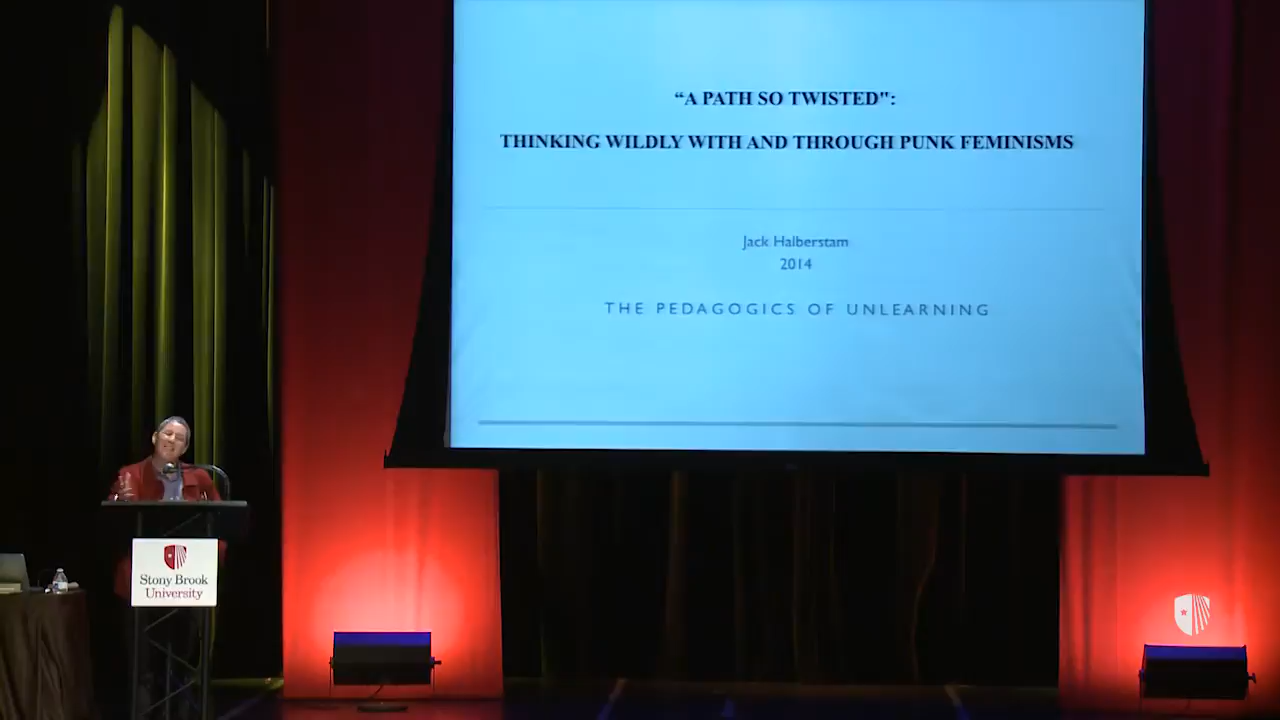 “A PATH SO TWISTED":
THINKING WILDLY WITH AND THROUGH PUNK FEMINISMS
Jack Halberstam
2014
THE PEDAGOGICS OF UNLEARNING
Stony Brook
University